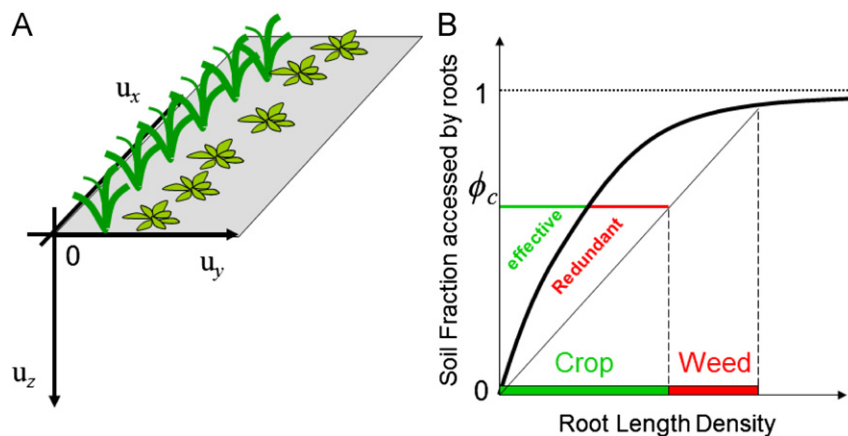 A
u_x
0
u_y
u_z
B
Soil Fraction accessed by roots
1
ϕ_c
0
effective
Redundant
Crop
Weed
Root Length Density